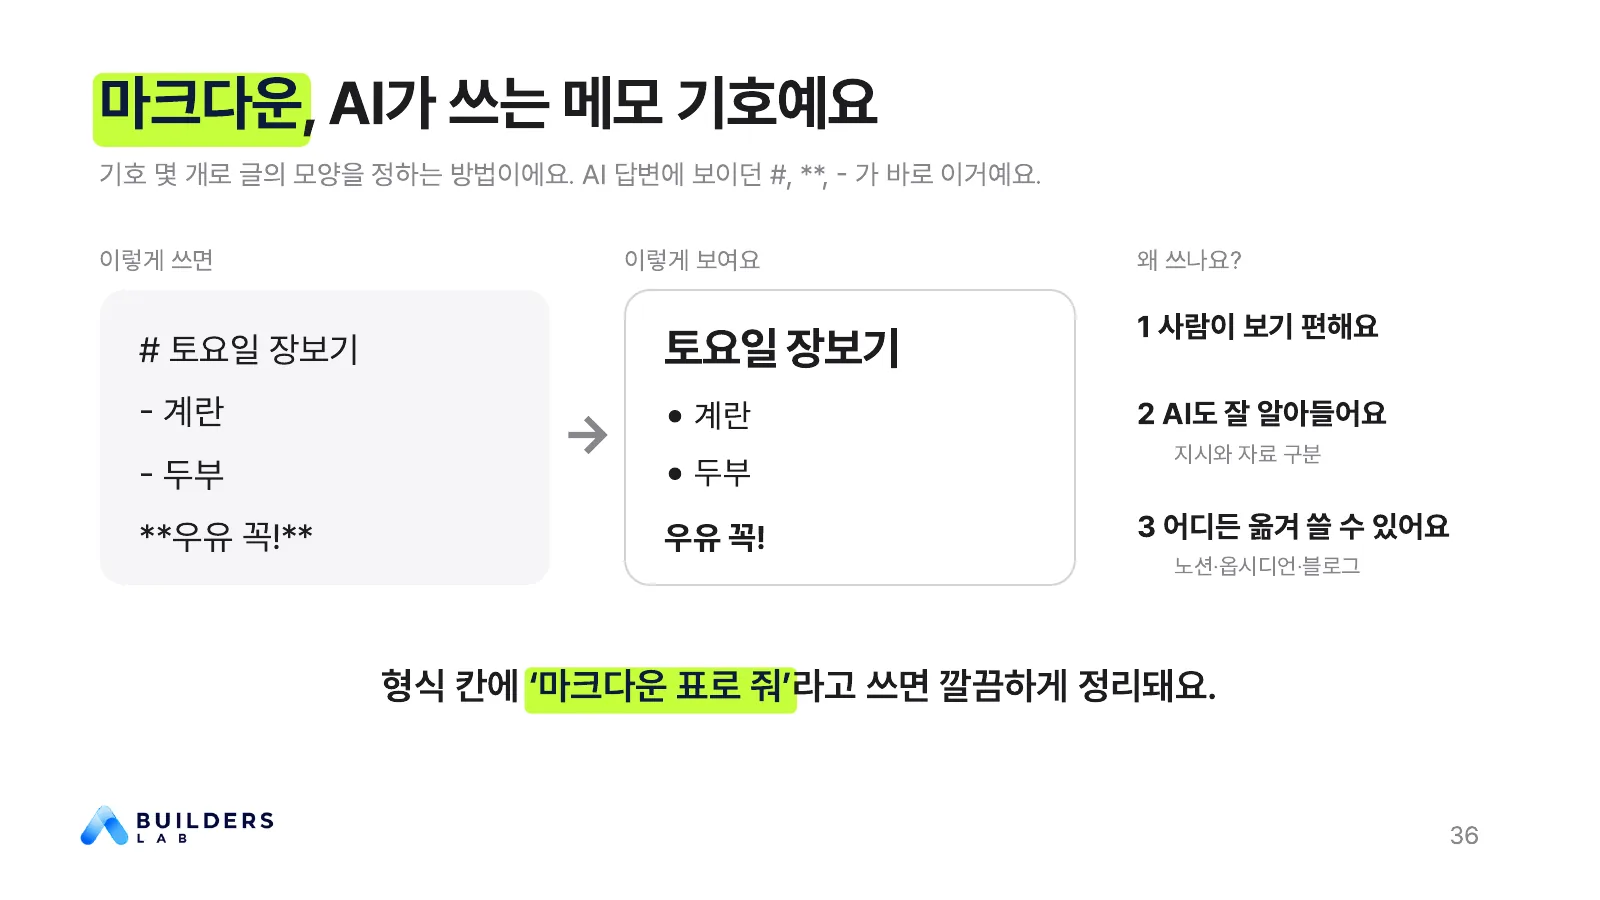 마크다운, AI가 쓰는 메모 기호예요
기호 몇 개로 글의 모양을 정하는 방법이에요. AI 답변에 보이던 #, **, - 가 바로 이거예요.
이렇게 쓰면
# 토요일 장보기
- 계란
- 두부
**우유 꼭!**
→
이렇게 보여요
토요일 장보기
• 계란
• 두부
우유 꼭!
왜 쓰나요?
1 사람이 보기 편해요
2 AI도 잘 알아들어요
지시와 자료 구분
3 어디든 옮겨 쓸 수 있어요
노션·옵시디언·블로그
형식 칸에 ‘마크다운 표로 줘’라고 쓰면 깔끔하게 정리돼요.
BUILDERS
LAB
36